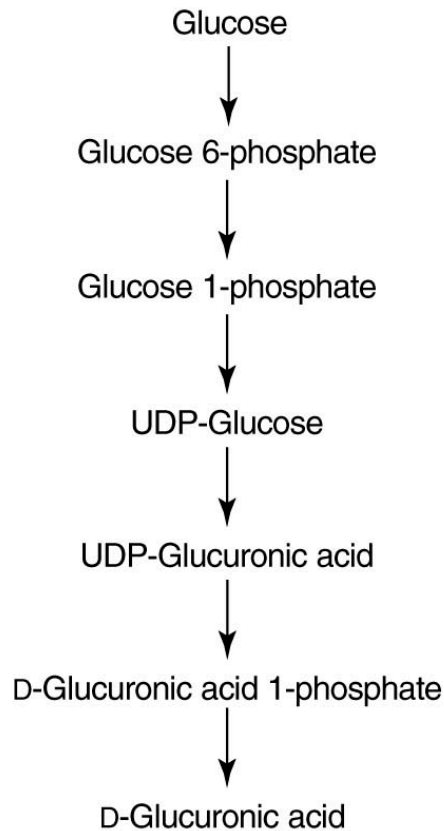 Glucose
Glucose 6-phosphate
Glucose 1-phosphate
UDP-Glucose
UDP-Glucuronic acid
D-Glucuronic acid 1-phosphate
D-Glucuronic acid